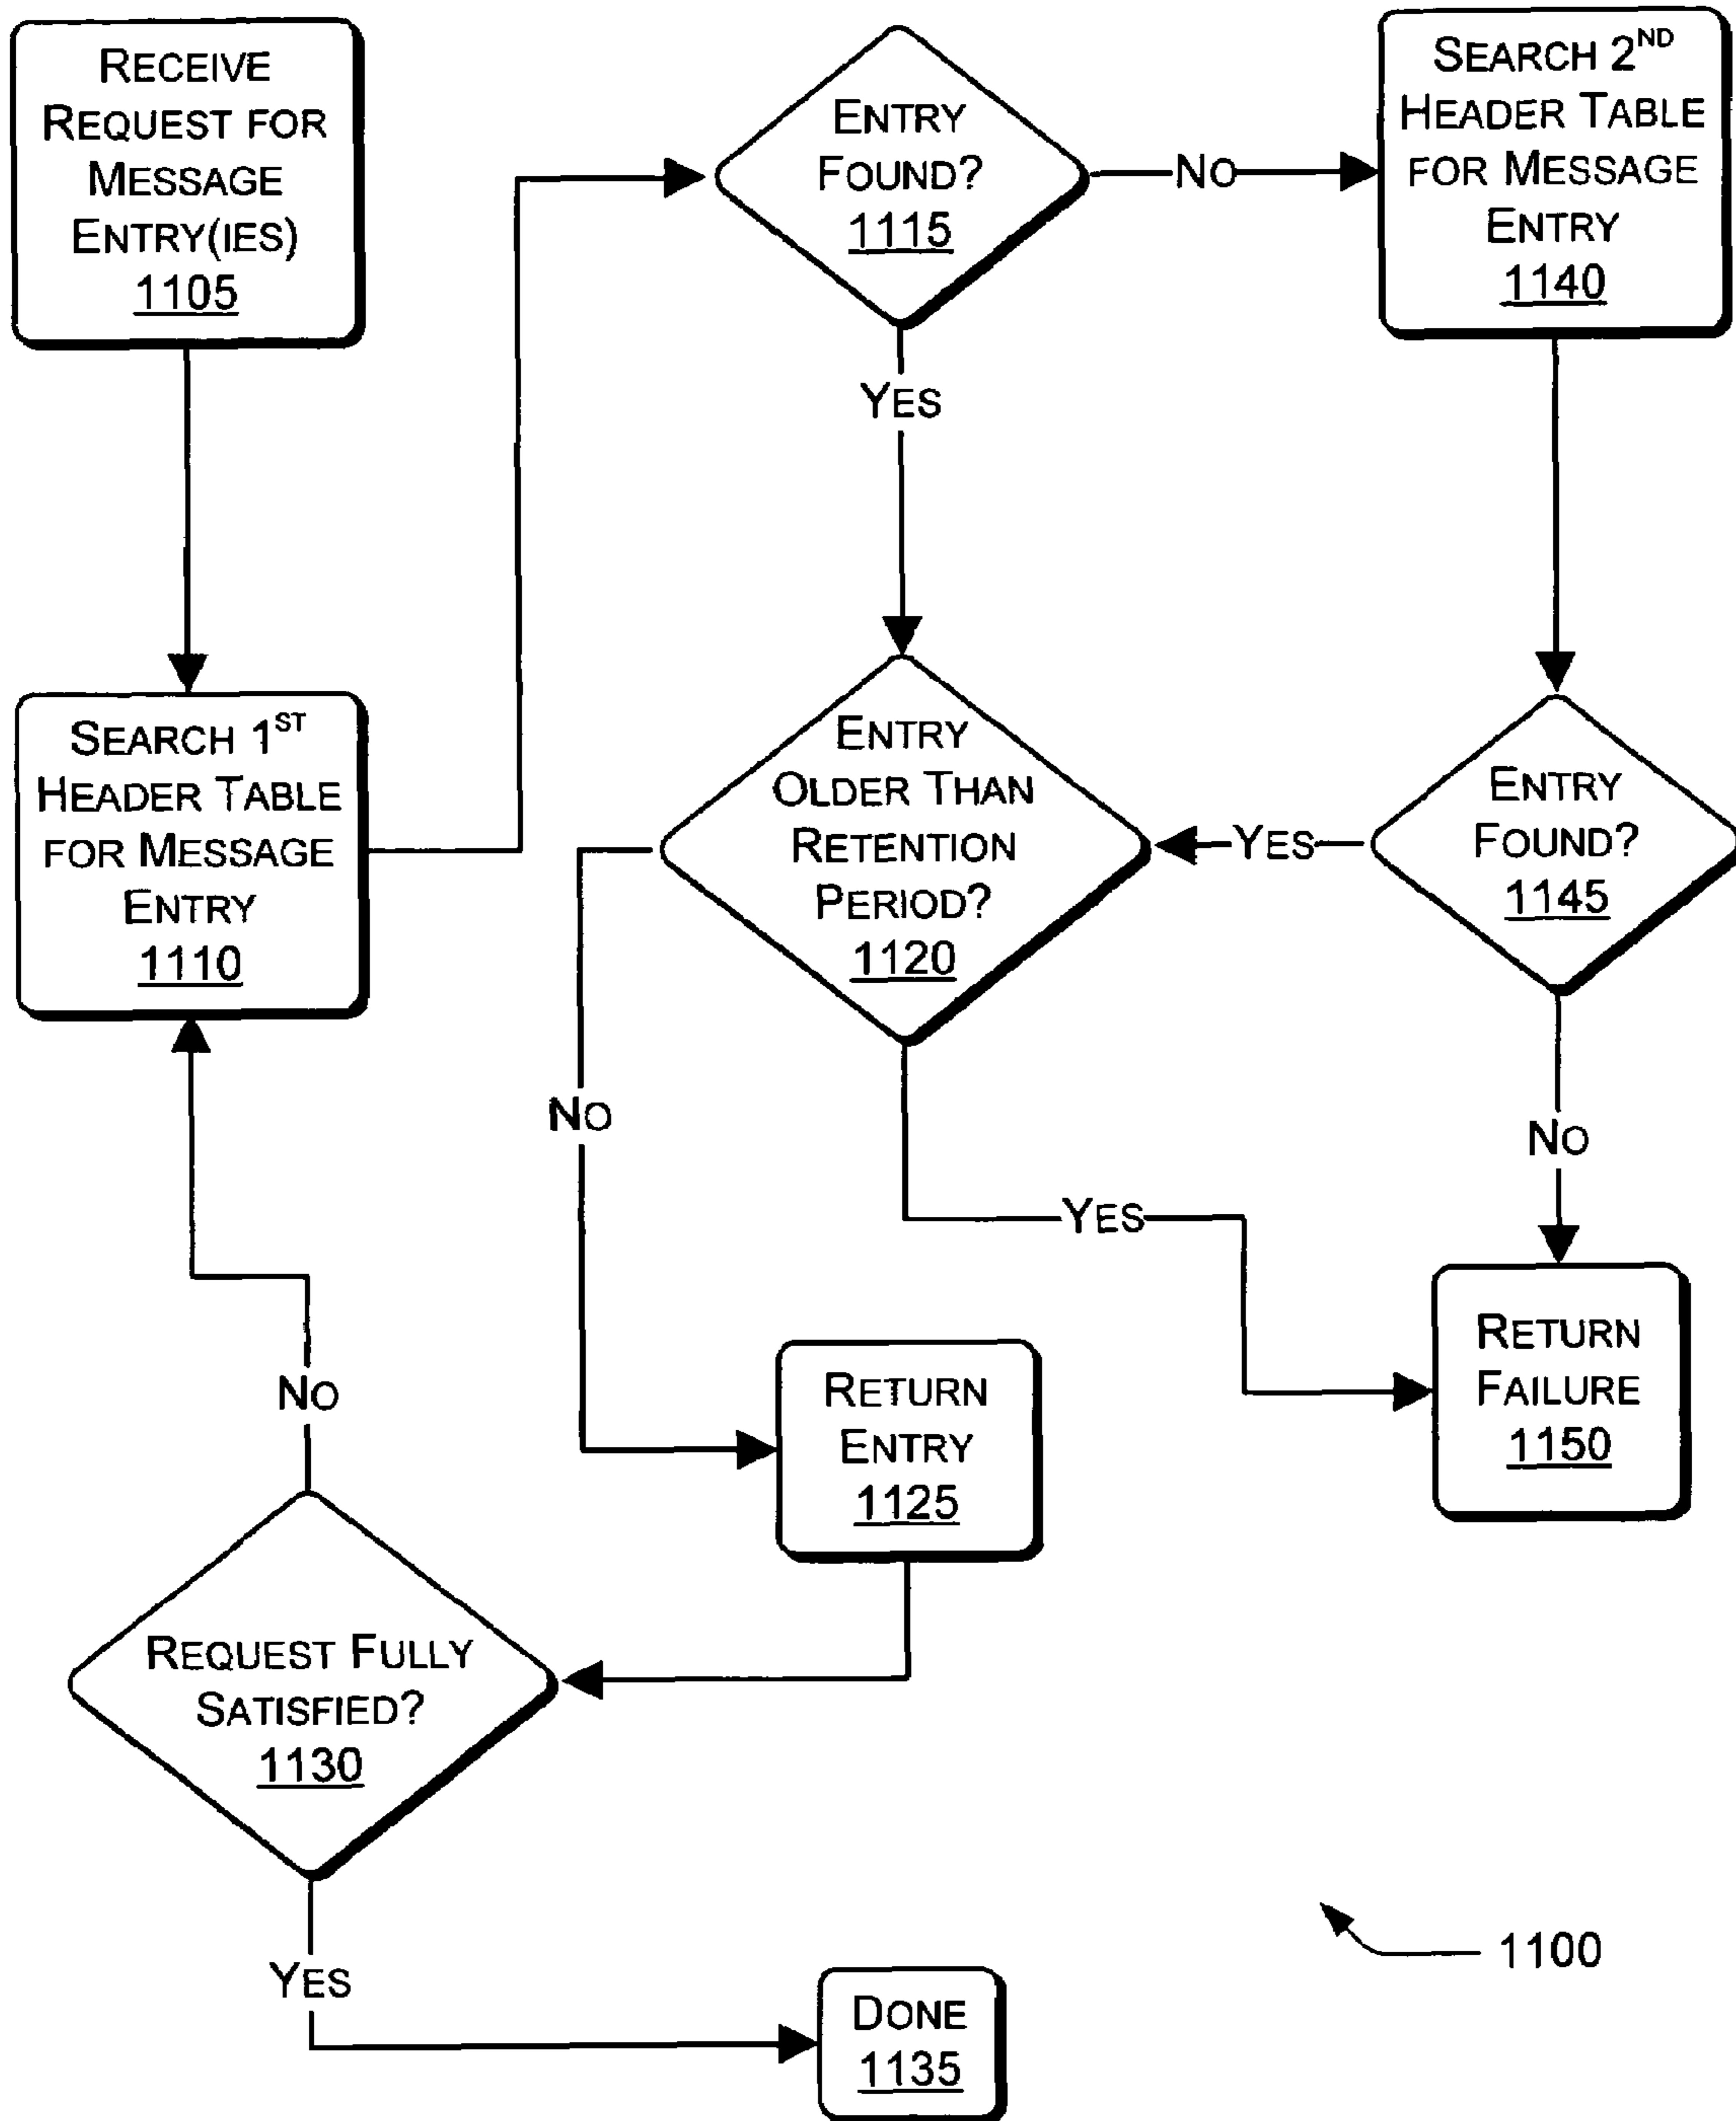 RECEIVE
REQUEST FOR
MESSAGE
ENTRY(IES)
1105
ENTRY
FOUND?
1115
NO
SEARCH 2ND
HEADER TABLE
FOR MESSAGE
ENTRY
1140
YES
SEARCH 1ST
HEADER TABLE
FOR MESSAGE
ENTRY
1110
ENTRY
OLDER THAN
RETENTION
PERIOD?
1120
YES
ENTRY
FOUND?
1145
NO
NO
YES
NO
RETURN
ENTRY
1125
RETURN
FAILURE
1150
REQUEST FULLY
SATISFIED?
1130
YES
DONE
1135
1100